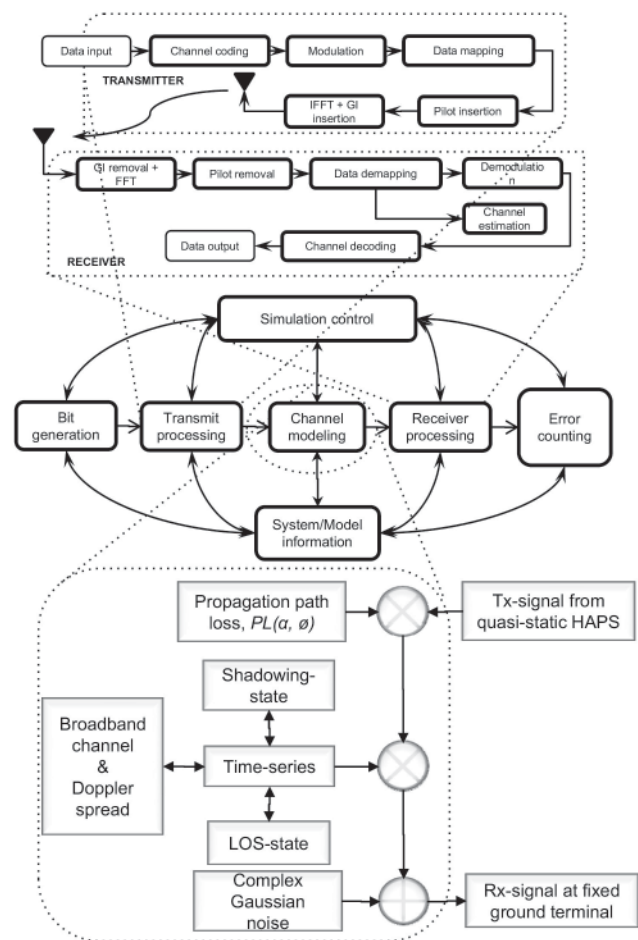 Data input
Channel coding
Modulation
Data mapping
TRANSMITTER
IFFT + GI
insertion
Pilot insertion
GI removal +
FFT
Pilot removal
Data demapping
Demodulatio
n
Channel
estimation
Data output
Channel decoding
RECEIVER
Simulation control
Bit
generation
Transmit
processing
Channel
modeling
Receiver
processing
Error
counting
System/Model
information
Propagation path
loss, PL(α, ø)
Tx-signal from
quasi-static HAPS
Shadowing-
state
Broadband
channel
&
Doppler
spread
Time-series
LOS-state
Complex
Gaussian
noise
Rx-signal at fixed
ground terminal